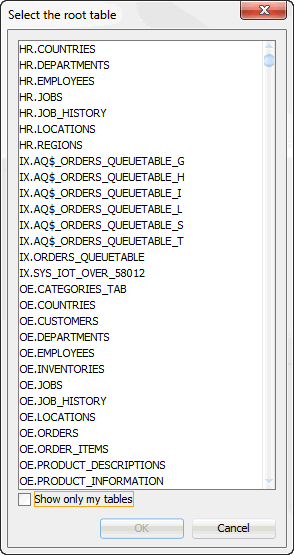 Select the root table
HR.COUNTRIES
HR.DEPARTMENTS
HR.EMPLOYEES
HR.JOBS
HR.JOB_HISTORY
HR.LOCATIONS
HR.REGIONS
IX.AQ$_ORDERS_QUEUETABLE_G
IX.AQ$_ORDERS_QUEUETABLE_H
IX.AQ$_ORDERS_QUEUETABLE_I
IX.AQ$_ORDERS_QUEUETABLE_L
IX.AQ$_ORDERS_QUEUETABLE_S
IX.AQ$_ORDERS_QUEUETABLE_T
IX.ORDERS_QUEUETABLE
IX.SYS_IOT_OVER_58012
OE.CATEGORIES_TAB
OE.COUNTRIES
OE.CUSTOMERS
OE.DEPARTMENTS
OE.EMPLOYEES
OE.INVENTORIES
OE.JOBS
OE.JOB_HISTORY
OE.LOCATIONS
OE.ORDERS
OE.ORDER_ITEMS
OE.PRODUCT_DESCRIPTIONS
OE.PRODUCT_INFORMATION
Show only my tables
OK Cancel